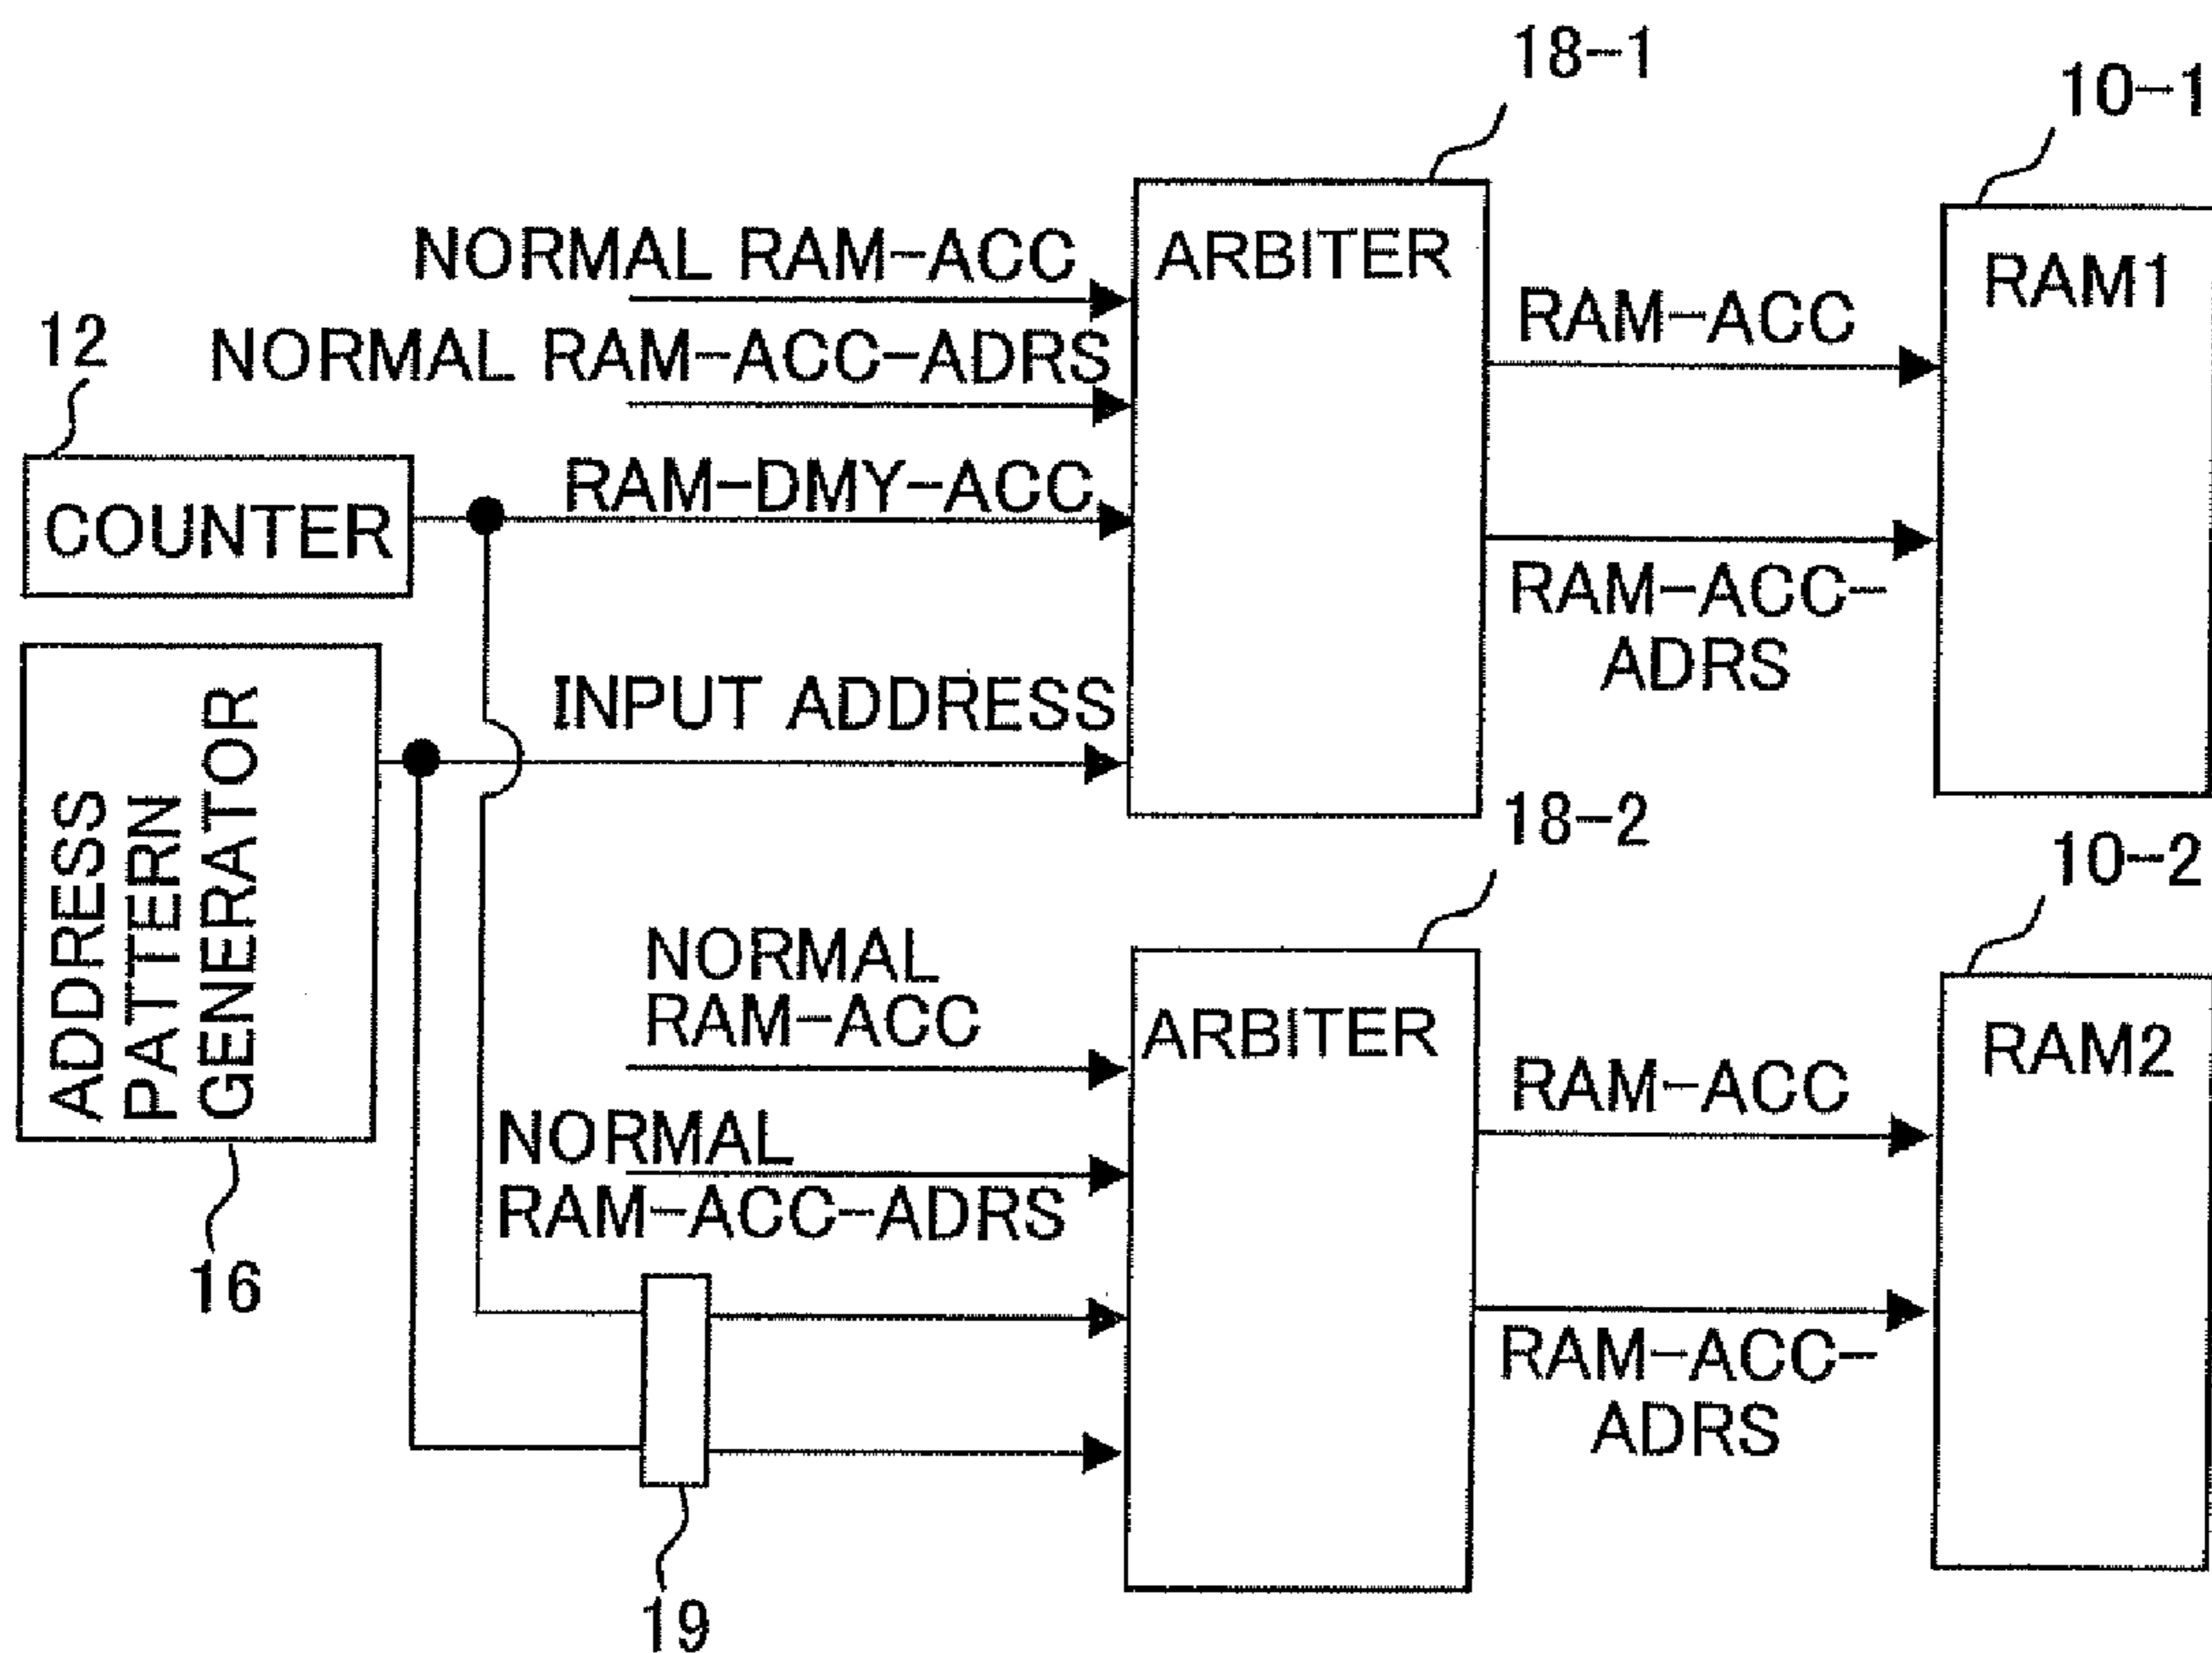 18-1
10-1
NORMAL RAM-ACC
ARBITER
RAM1
RAM-ACC
12
NORMAL RAM-ACC-ADRS
RAM-DMY-ACC
COUNTER
RAM-ACC-
ADRS
INPUT ADDRESS
ADDRESS
PATTERN
GENERATOR
16
18-2
10-2
NORMAL
RAM-ACC
ARBITER
RAM2
RAM-ACC
NORMAL
RAM-ACC-ADRS
RAM-ACC-
ADRS
19